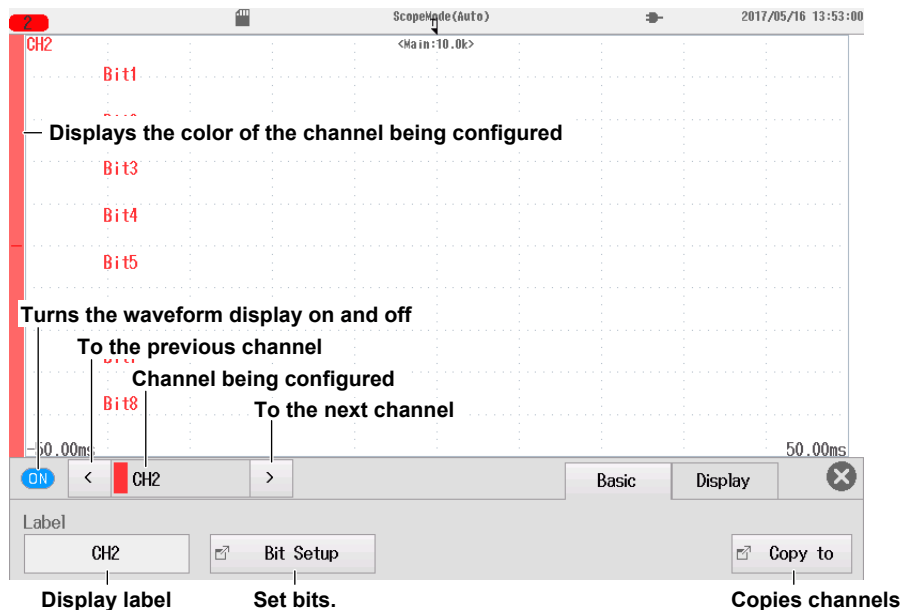 2 ScopeMode(Auto) 2017/05/16 13:53:00
CH2 <Main:10.0k>
Bit1
Displays the color of the channel being configured
Bit3
Bit4
Bit5
Turns the waveform display on and off
To the previous channel
Channel being configured
Bit8 To the next channel
-50.00ms 50.00ms
ON < CH2 > Basic Display
Label
CH2 Bit Setup Copy to
Display label Set bits. Copies channels